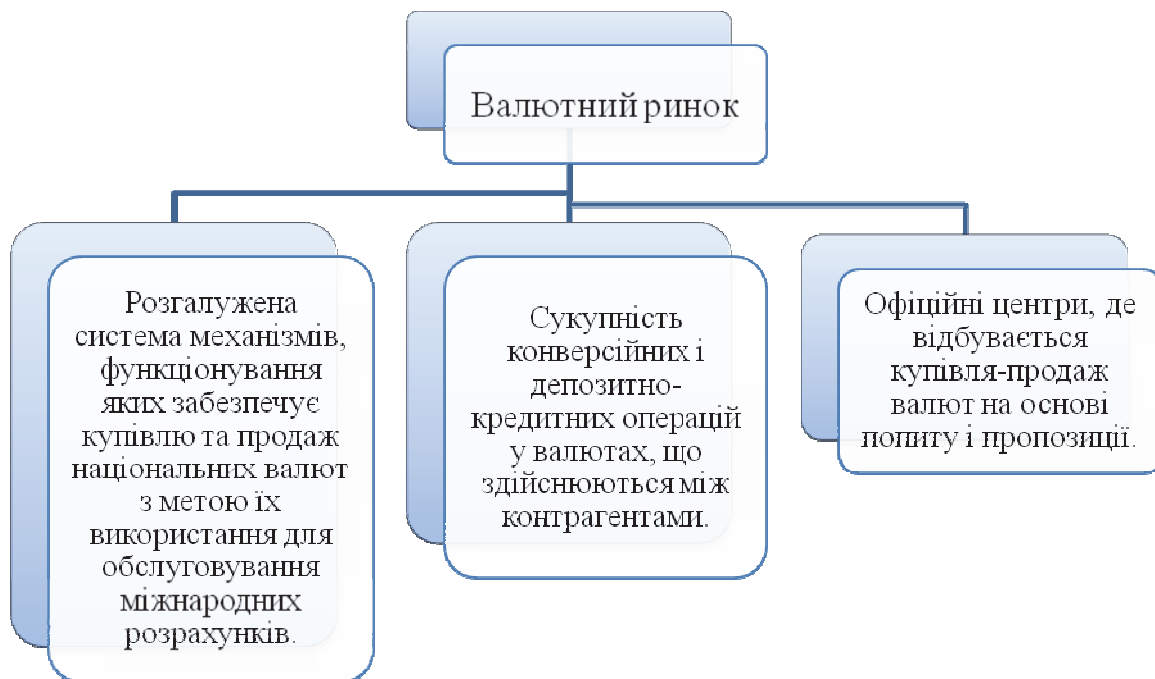 Валютний ринок
Розгалужена
система механізмів,
функціонування
яких забезпечує
купівлю та продаж
національних валют
з метою їх
використання для
обслуговування
міжнародних
розрахунків.
Сукупність
конверсійних і
депозитно-
кредитних операцій
у валютах, що
здійснюються між
контрагентами.
Офіційні центри, де
відбувається
купівля-продаж
валют на основі
попиту і пропозиції.